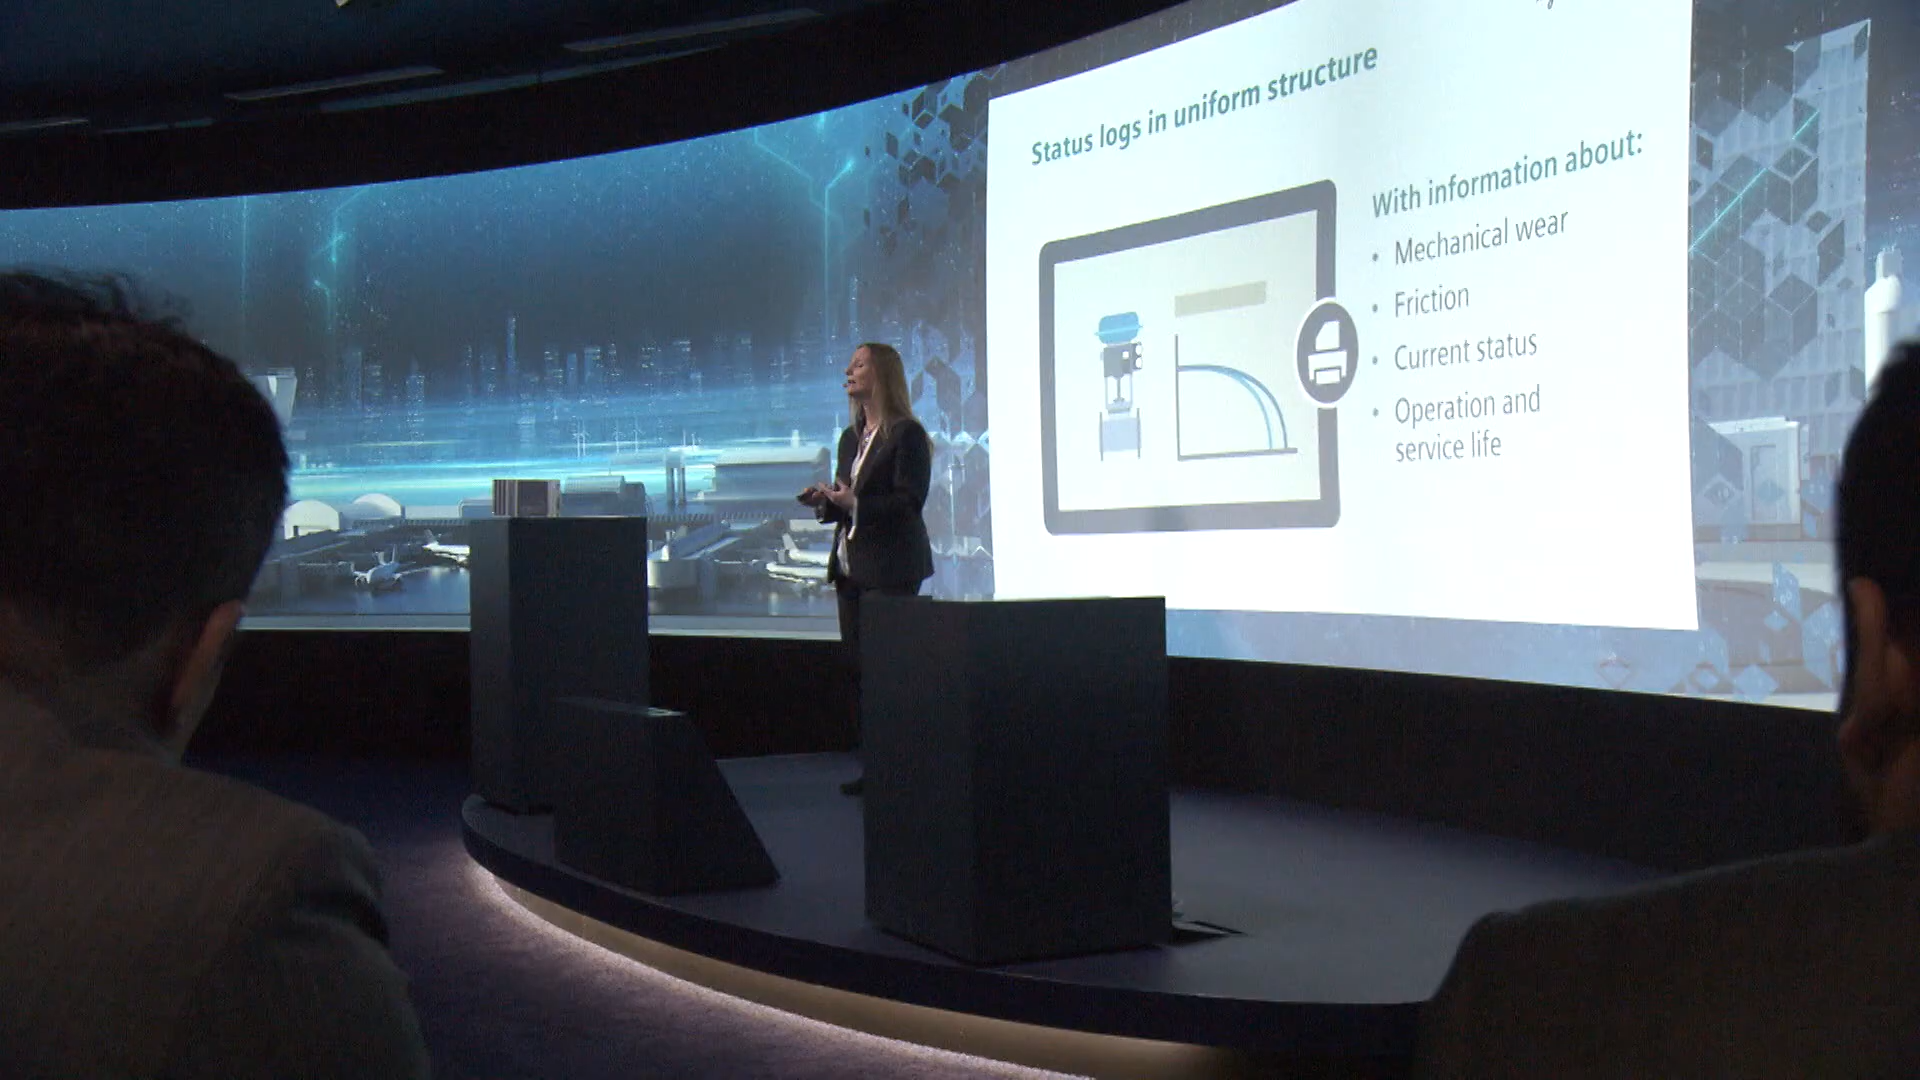 Status logs in uniform structure
With information about:
• Mechanical wear
• Friction
• Current status
• Operation and
service life